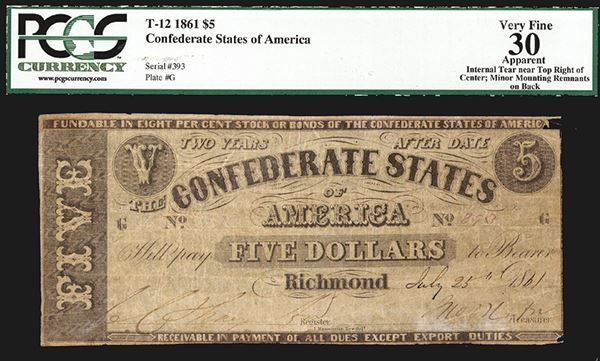 PCGS
CURRENCY
www.pcgscurrency.com
T-12 1861 $5
Confederate States of America
Serial #393
Plate #G
Very Fine
30
Apparent
Internal Tear near Top Right of
Center; Minor Mounting Remnants
on Back
FUNDABLE IN EIGHT PER CENT STOCK OR BONDS OF THE CONFEDERATE STATES OF AMERICA
FIVE
V
TWO YEARS AFTER DATE
5
THE CONFEDERATE STATES
OF
AMERICA
G No No 393 G
Will pay FIVE DOLLARS to Bearer
Richmond July 25th 1861
Register Treasurer
RECEIVABLE IN PAYMENT OF ALL DUES EXCEPT EXPORT DUTIES